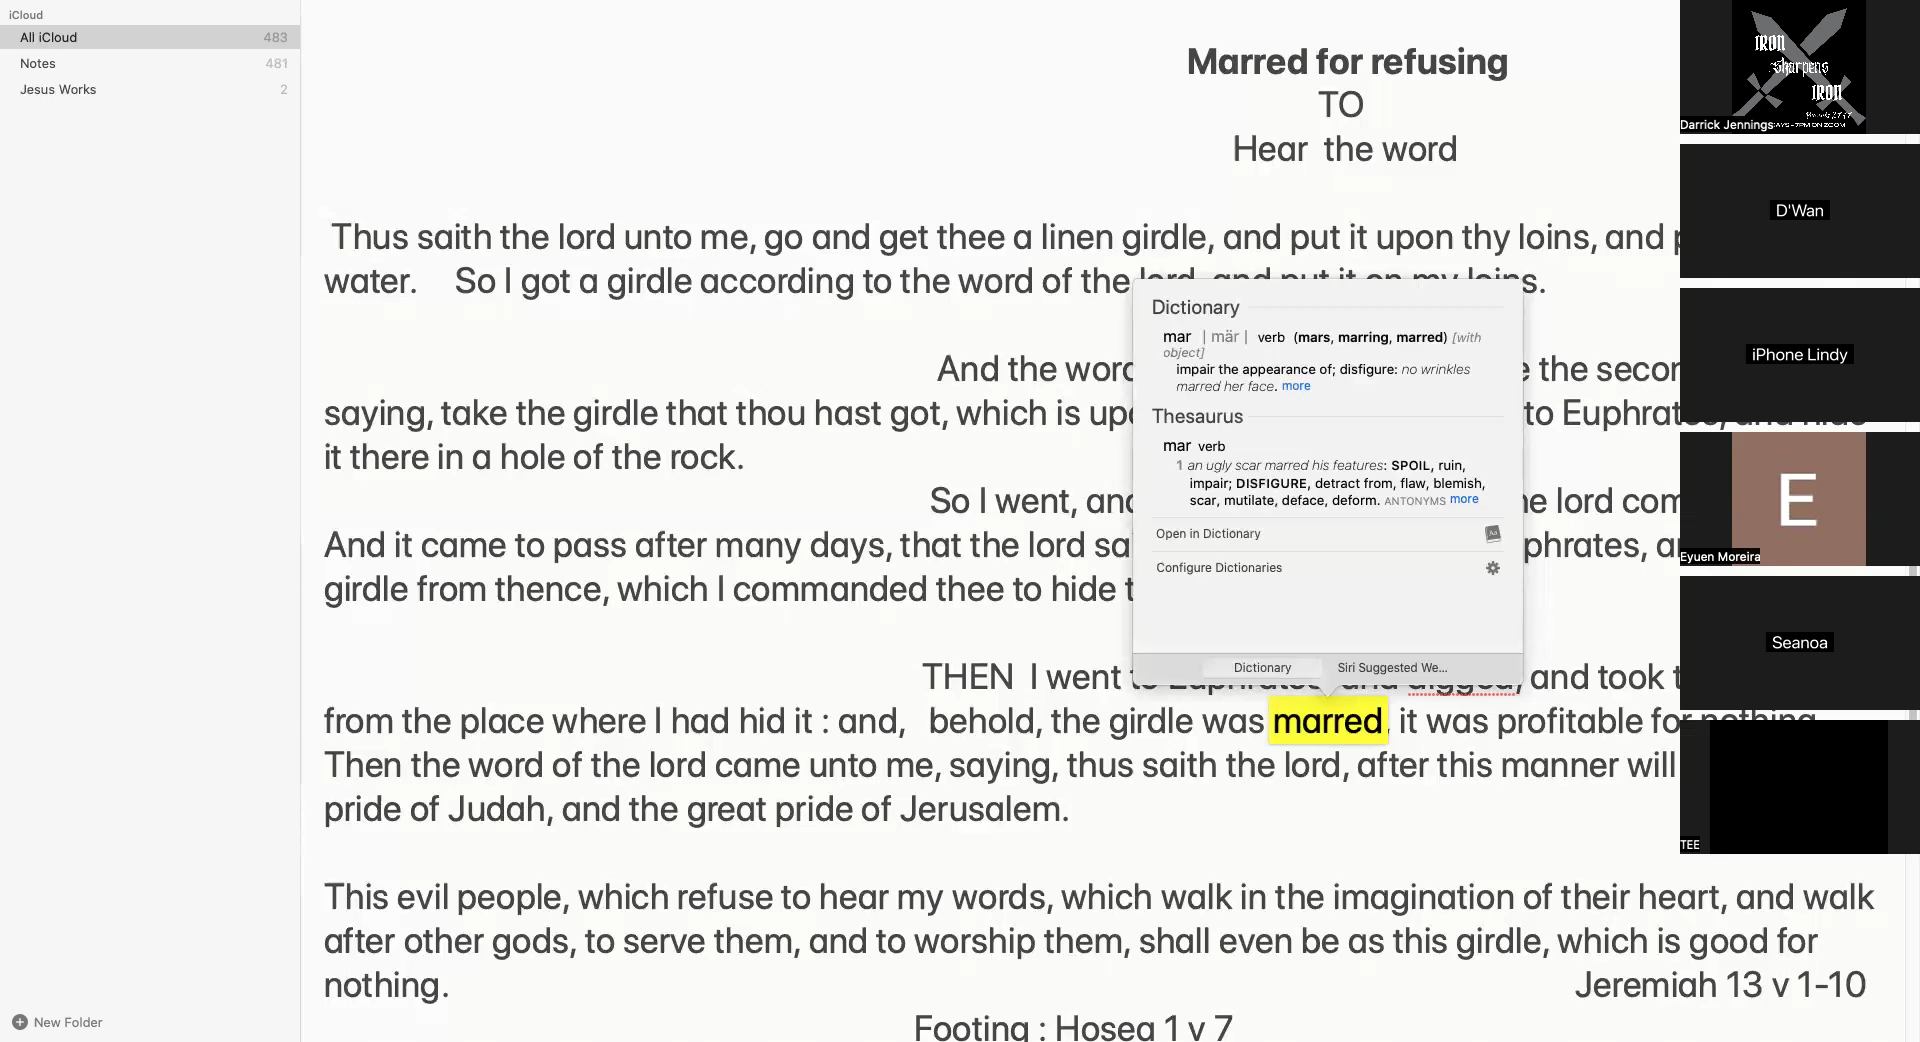 iCloud
All iCloud 483
Notes 481
Jesus Works 2
New Folder
Marred for refusing
TO
Hear the word
Thus saith the lord unto me, go and get thee a linen girdle, and put it upon thy loins, and
water. So I got a girdle according to the word of the lord, and put it on my loins.
And the word the
saying, take the girdle that thou hast got, which is to
it there in a hole of the rock.
So I went, and lord
And it came to pass after many days, that the lord
girdle from thence, which I commanded thee to hide
THEN I went to Euphrates and digged, and took
from the place where I had hid it : and, behold, the girdle was marred, it was profitable for nothing
Then the word of the lord came unto me, saying, thus saith the lord, after this manner will
pride of Judah, and the great pride of Jerusalem.
This evil people, which refuse to hear my words, which walk in the imagination of their heart, and walk
after other gods, to serve them, and to worship them, shall even be as this girdle, which is good for
nothing. Jeremiah 13 v 1-10
Footing : Hosea 1 v 7
Dictionary
mar | mär | verb (mars, marring, marred) [with
object]
impair the appearance of; disfigure: no wrinkles
marred her face. more
Thesaurus
mar verb
1 an ugly scar marred his features: SPOIL, ruin,
impair; DISFIGURE, detract from, flaw, blemish,
scar, mutilate, deface, deform. ANTONYMS more
Open in Dictionary
Configure Dictionaries
Dictionary Siri Suggested We...
IRON
Sharpens
IRON
Darrick Jennings
D'Wan
iPhone Lindy
E
Eyuen Moreira
Seanoa
TEE